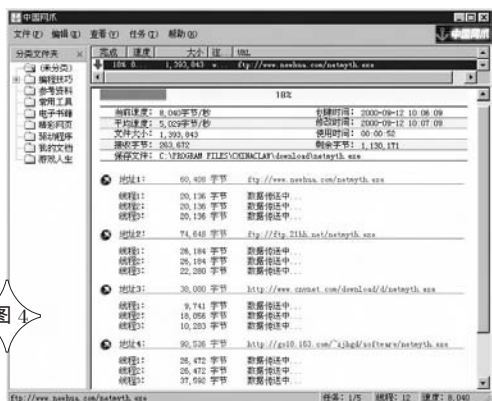 中国网爪
文件(F) 编辑(E) 查看(V) 任务(T) 帮助(H)
中国网爪
分类文件夹 ×
(未分类)
编程技巧
参考资料
常用工具
电子书籍
精彩网页
驱动程序
我的文档
游戏人生
完成 速度 大小 注 URL
18% 8... 1,393,843 w... ftp://www.newhua.com/netmyth.exe
18%
当前速度: 8,040字节/秒 创建时间: 2000-09-12 10:06:09
平均速度: 5,029字节/秒 修改时间: 2000-09-12 10:07:09
文件大小: 1,393,843 使用时间: 00:00:52
接收字节: 263,672 剩余字节: 1,130,171
保存文件: C:\PROGRAM FILES\CHINACLAW\download\netmyth.exe
地址1: 60,408 字节 ftp://www.newhua.com/netmyth.exe
线程1: 20,136 字节 数据传送中...
线程2: 20,136 字节 数据传送中...
线程3: 20,136 字节 数据传送中...
地址2: 74,648 字节 ftp://ftp.21hh.net/netmyth.exe
线程1: 26,184 字节 数据传送中...
线程2: 26,184 字节 数据传送中...
线程3: 22,280 字节 数据传送中...
地址3: 38,080 字节 http://www.cnynet.com/download/d/netmyth.exe
线程1: 9,741 字节 数据传送中...
线程2: 18,056 字节 数据传送中...
线程3: 10,283 字节 数据传送中...
地址4: 90,536 字节
线程1: 26,472 字节 数据传送中...
线程2: 26,472 字节 数据传送中...
线程3: 37,592 字节 数据传送中...
图 4
ftp://www.newhua.com/netmyth.exe 任务: 1/5 线程: 12 速度: 8,040